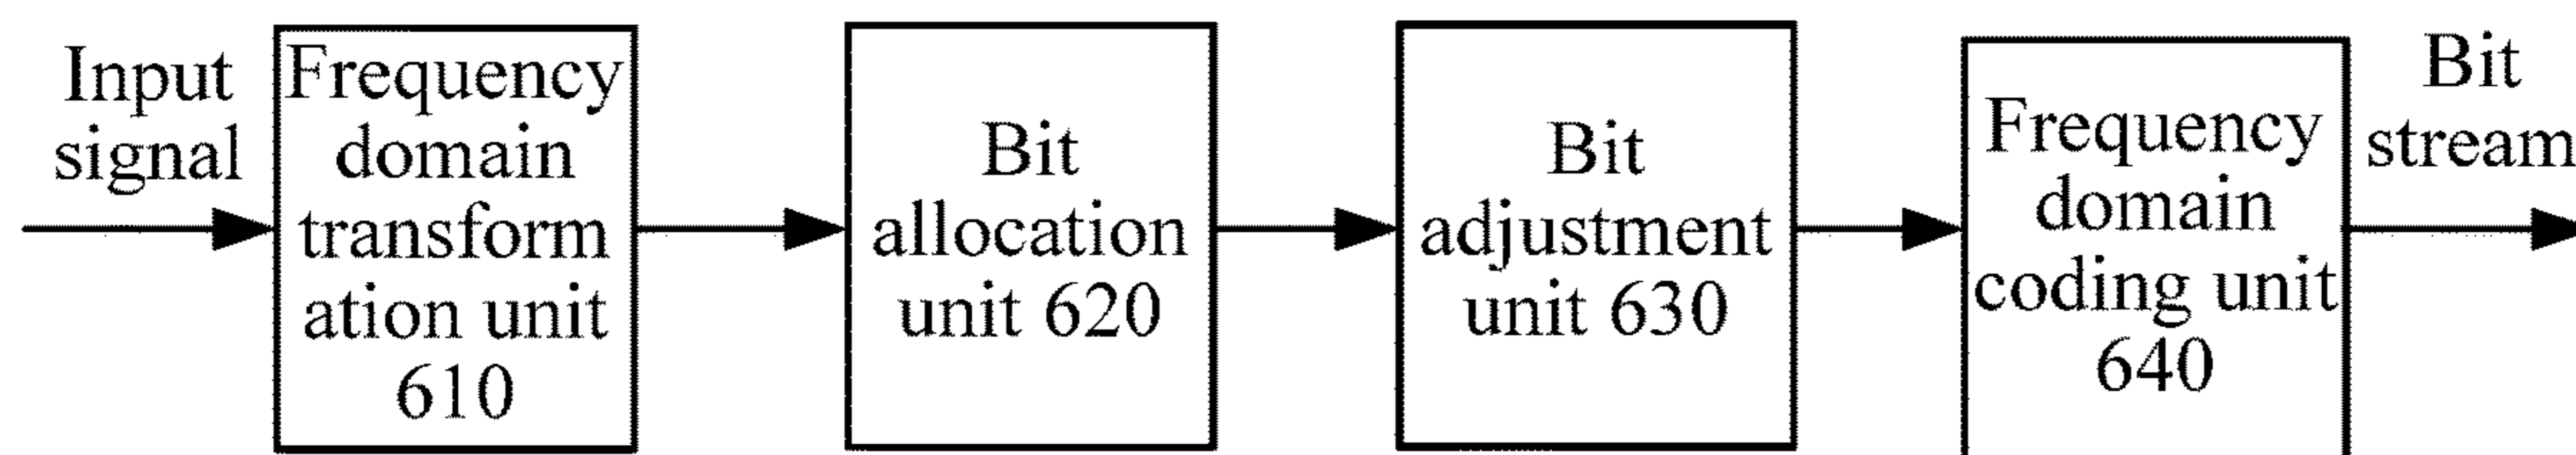 Input
signal
Frequency
domain
transform
ation unit
610
Bit
allocation
unit 620
Bit
adjustment
unit 630
Frequency
domain
coding unit
640
Bit
stream